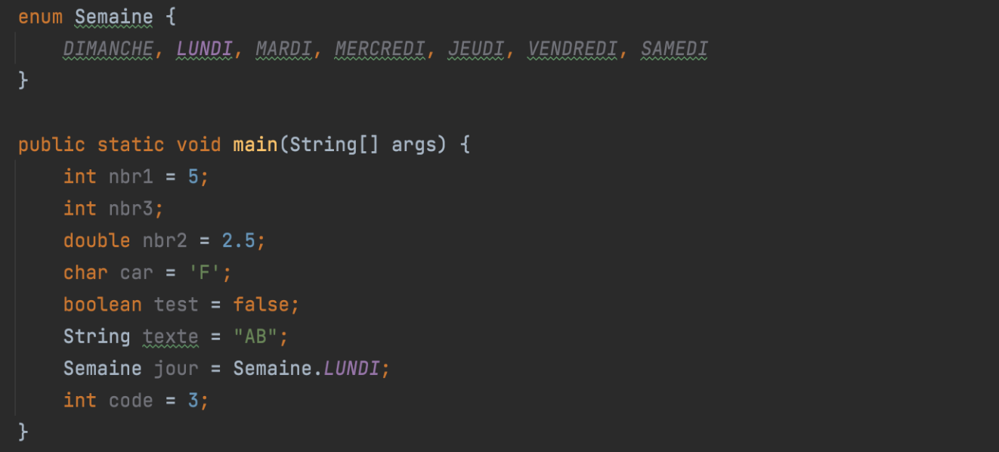 enum Semaine {
DIMANCHE, LUNDI, MARDI, MERCREDI, JEUDI, VENDREDI, SAMEDI
}
public static void main(String[] args) {
int nbr1 = 5;
int nbr3;
double nbr2 = 2.5;
char car = 'F';
boolean test = false;
String texte = "AB";
Semaine jour = Semaine.LUNDI;
int code = 3;
}